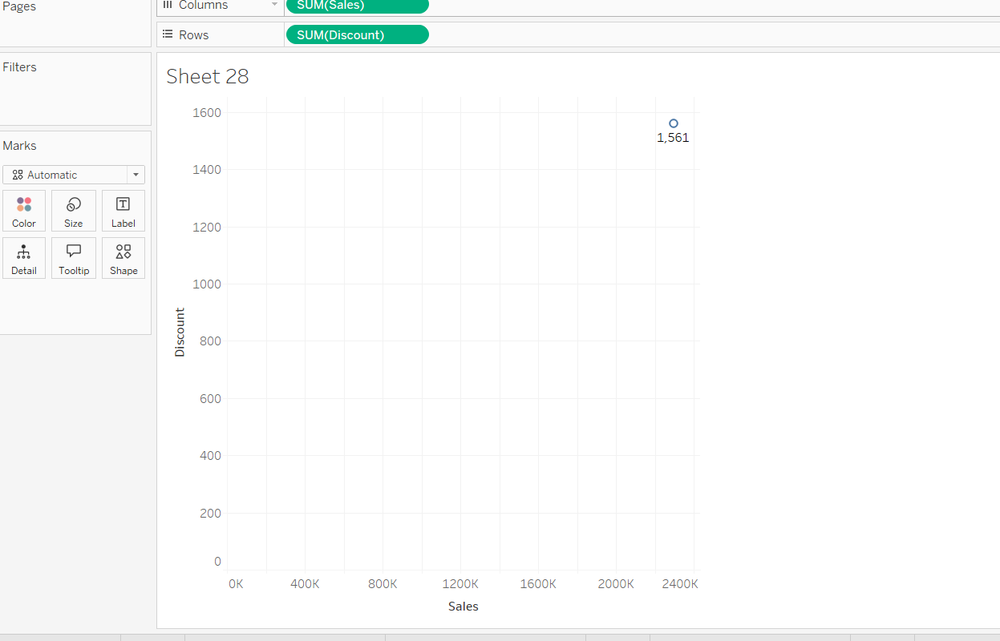 Pages
Columns
SUM(Sales)
Rows
SUM(Discount)
Filters
Marks
Automatic
Color
Size
Label
Detail
Tooltip
Shape
Sheet 28
1600
1400
1200
1000
800
600
400
200
0
Discount
1,561
0K 400K 800K 1200K 1600K 2000K 2400K
Sales